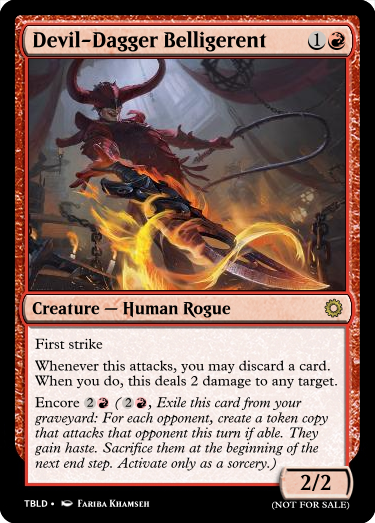 Devil-Dagger Belligerent 1
Creature — Human Rogue
First strike
Whenever this attacks, you may discard a card.
When you do, this deals 2 damage to any target.
Encore 2 (2, Exile this card from your
graveyard: For each opponent, create a token copy
that attacks that opponent this turn if able. They
gain haste. Sacrifice them at the beginning of the
next end step. Activate only as a sorcery.)
2/2
TBLD • Fariba Khamseh
(NOT FOR SALE)